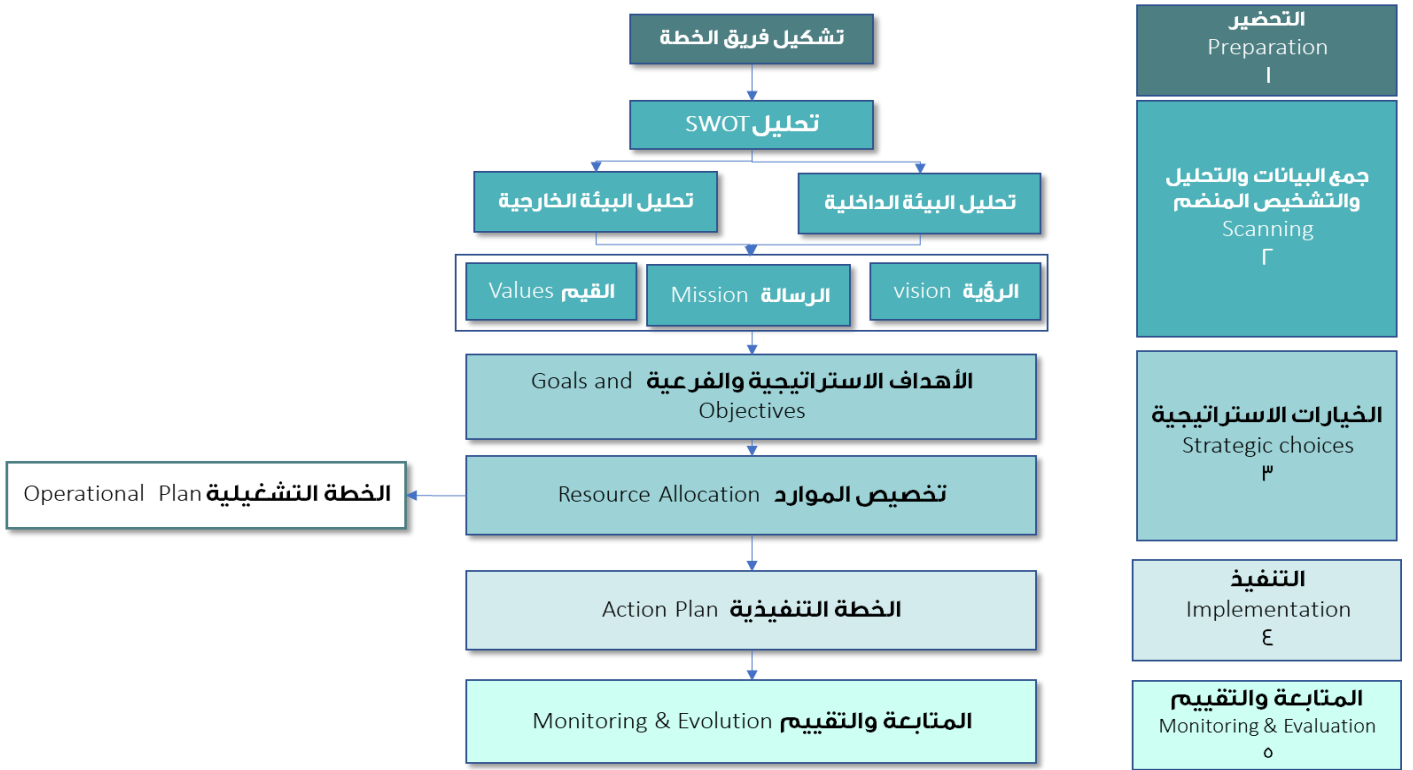 تشكيل فريق الخطة
تحليل SWOT
تحليل البيئة الداخلية
تحليل البيئة الخارجية
الرؤية vision
الرسالة Mission
القيم Values
الأهداف الاستراتيجية والفرعية Goals and
Objectives
تخصيص الموارد Resource Allocation
الخطة التشغيلية Operational Plan
الخطة التنفيذية Action Plan
المتابعة والتقييم Monitoring & Evolution
التحضير
Preparation
١
جمع البيانات والتحليل
والتشخيص المنضم
Scanning
٢
الخيارات الاستراتيجية
Strategic choices
٣
التنفيذ
Implementation
٤
المتابعة والتقييم
Monitoring & Evaluation
٥